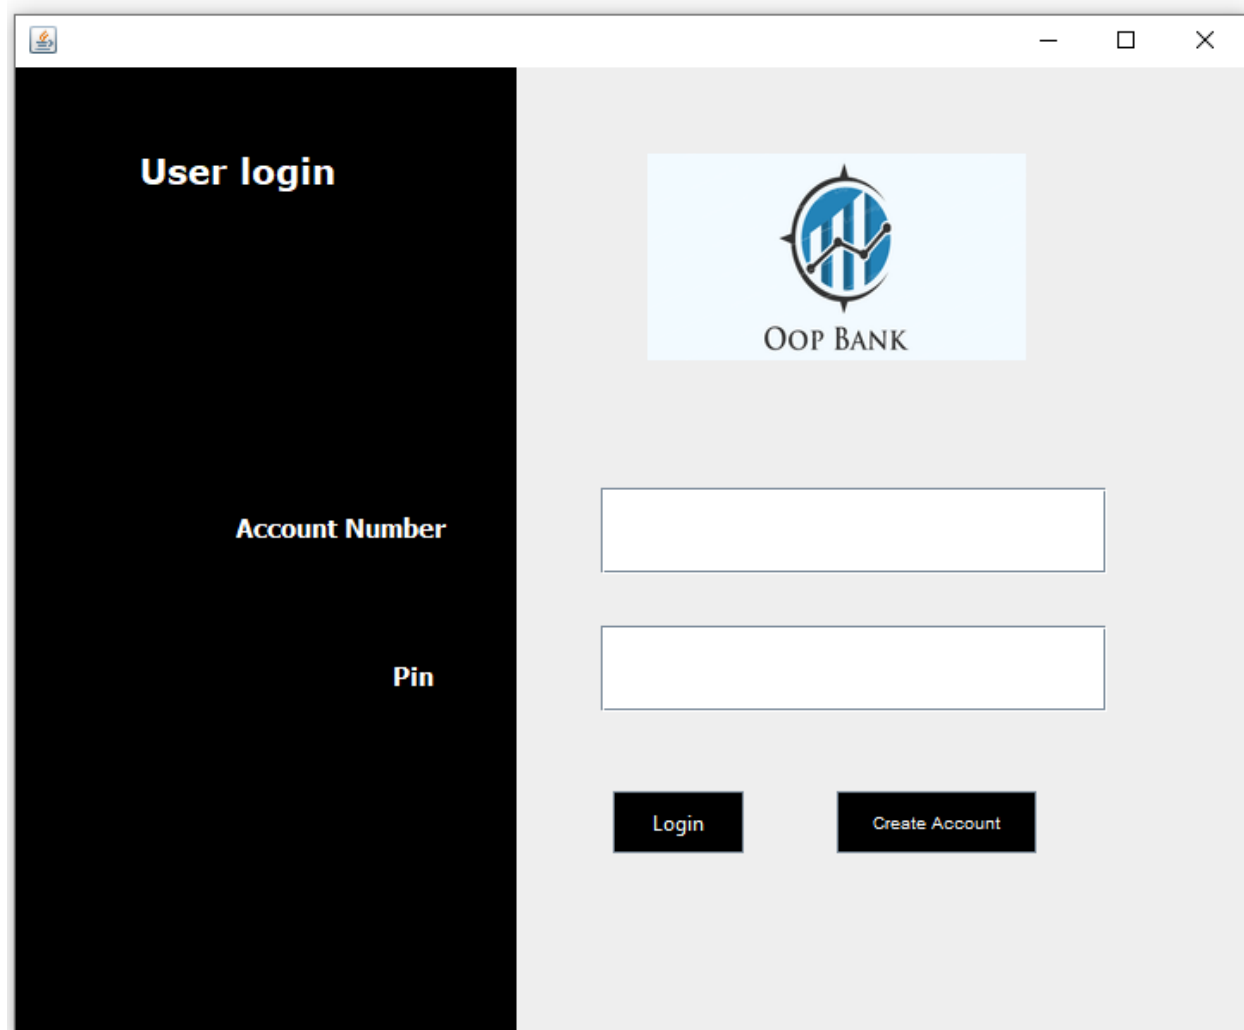 User login
OOP BANK
Account Number
Pin
Login
Create Account